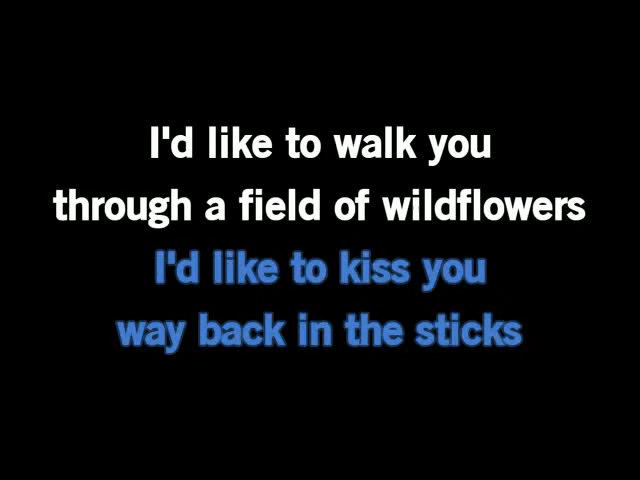 I'd like to walk you
through a field of wildflowers
I'd like to kiss you
way back in the sticks